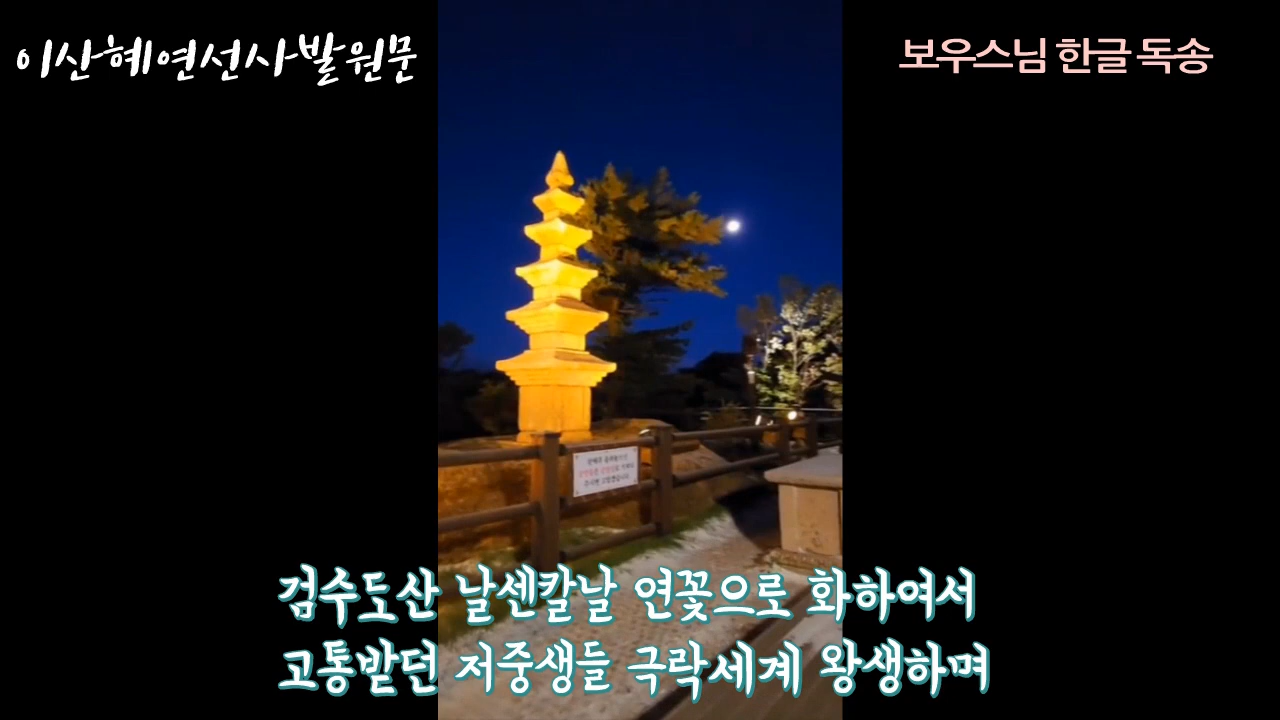 이산혜연선사발원문
보우스님 한글 독송
검수도산 날센칼날 연꽃으로 화하여서
고통받던 저중생들 극락세계 왕생하며